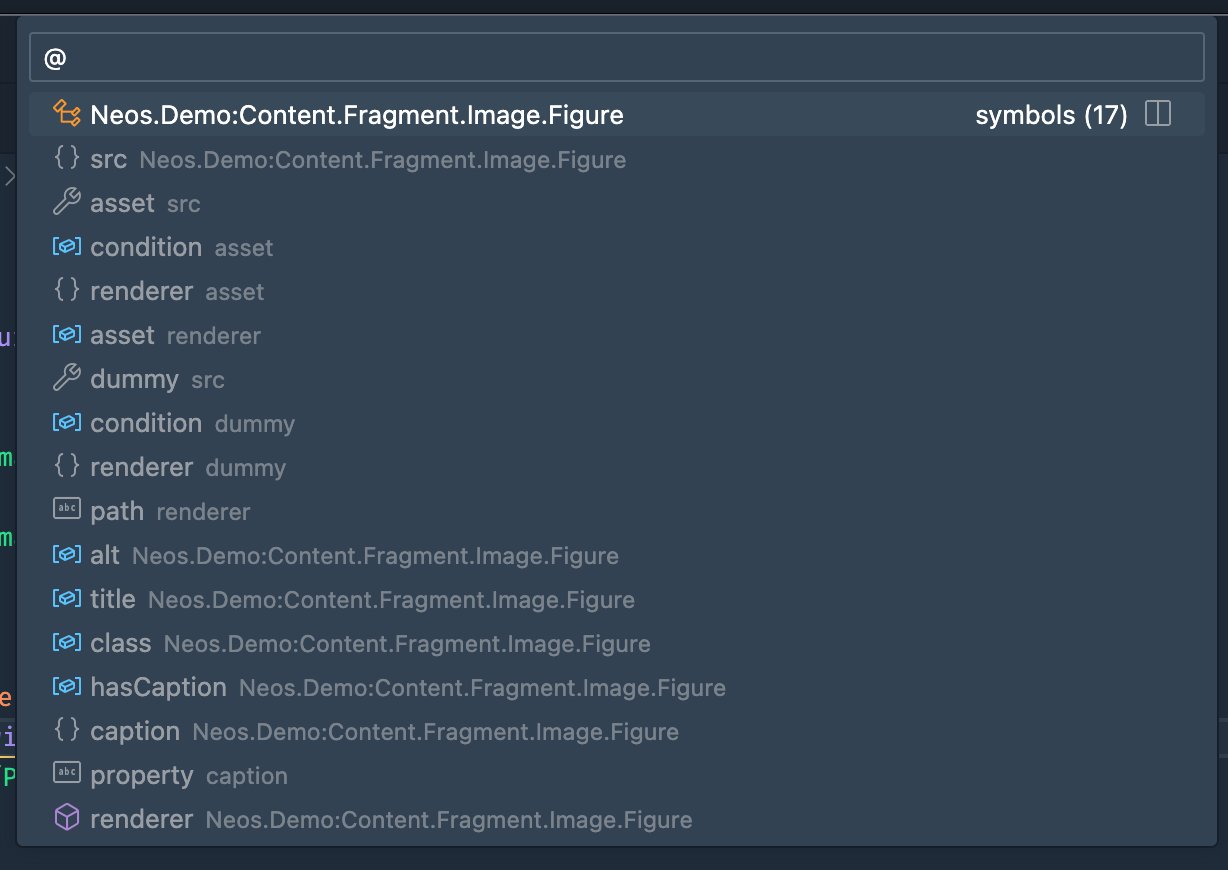 @
Neos.Demo:Content.Fragment.Image.Figure symbols (17)
src Neos.Demo:Content.Fragment.Image.Figure
asset src
condition asset
renderer asset
asset renderer
dummy src
condition dummy
renderer dummy
abc path renderer
alt Neos.Demo:Content.Fragment.Image.Figure
title Neos.Demo:Content.Fragment.Image.Figure
class Neos.Demo:Content.Fragment.Image.Figure
hasCaption Neos.Demo:Content.Fragment.Image.Figure
caption Neos.Demo:Content.Fragment.Image.Figure
abc property caption
renderer Neos.Demo:Content.Fragment.Image.Figure